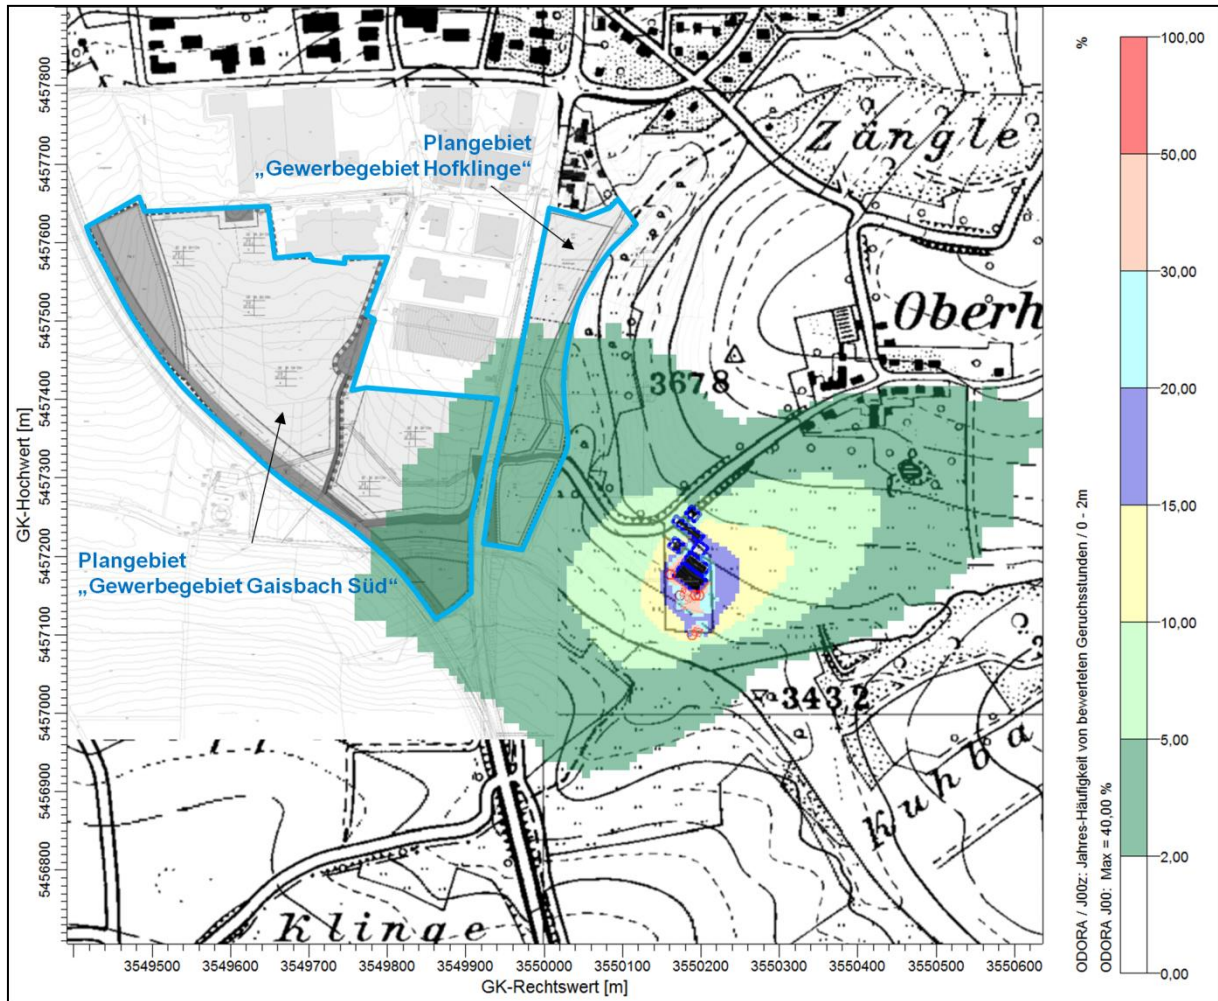 Plangebiet
„Gewerbegebiet Hofklinge“
Zängle
Oberh
367,8
Plangebiet
„Gewerbegebiet Gaisbach Süd“
343,2
Kuhba
Klinge
GK-Hochwert [m]
5457800
5457700
5457600
5457500
5457400
5457300
5457200
5457100
5457000
5456900
5456800
3549500 3549600 3549700 3549800 3549900 3550000 3550100 3550200 3550300 3550400 3550500 3550600
GK-Rechtswert [m]
%
100,00
50,00
30,00
20,00
15,00
10,00
5,00
2,00
0,00
ODORA / J00z: Jahres-Häufigkeit von bewerteten Geruchsstunden / 0 - 2m
ODORA J00: Max = 40,00 %